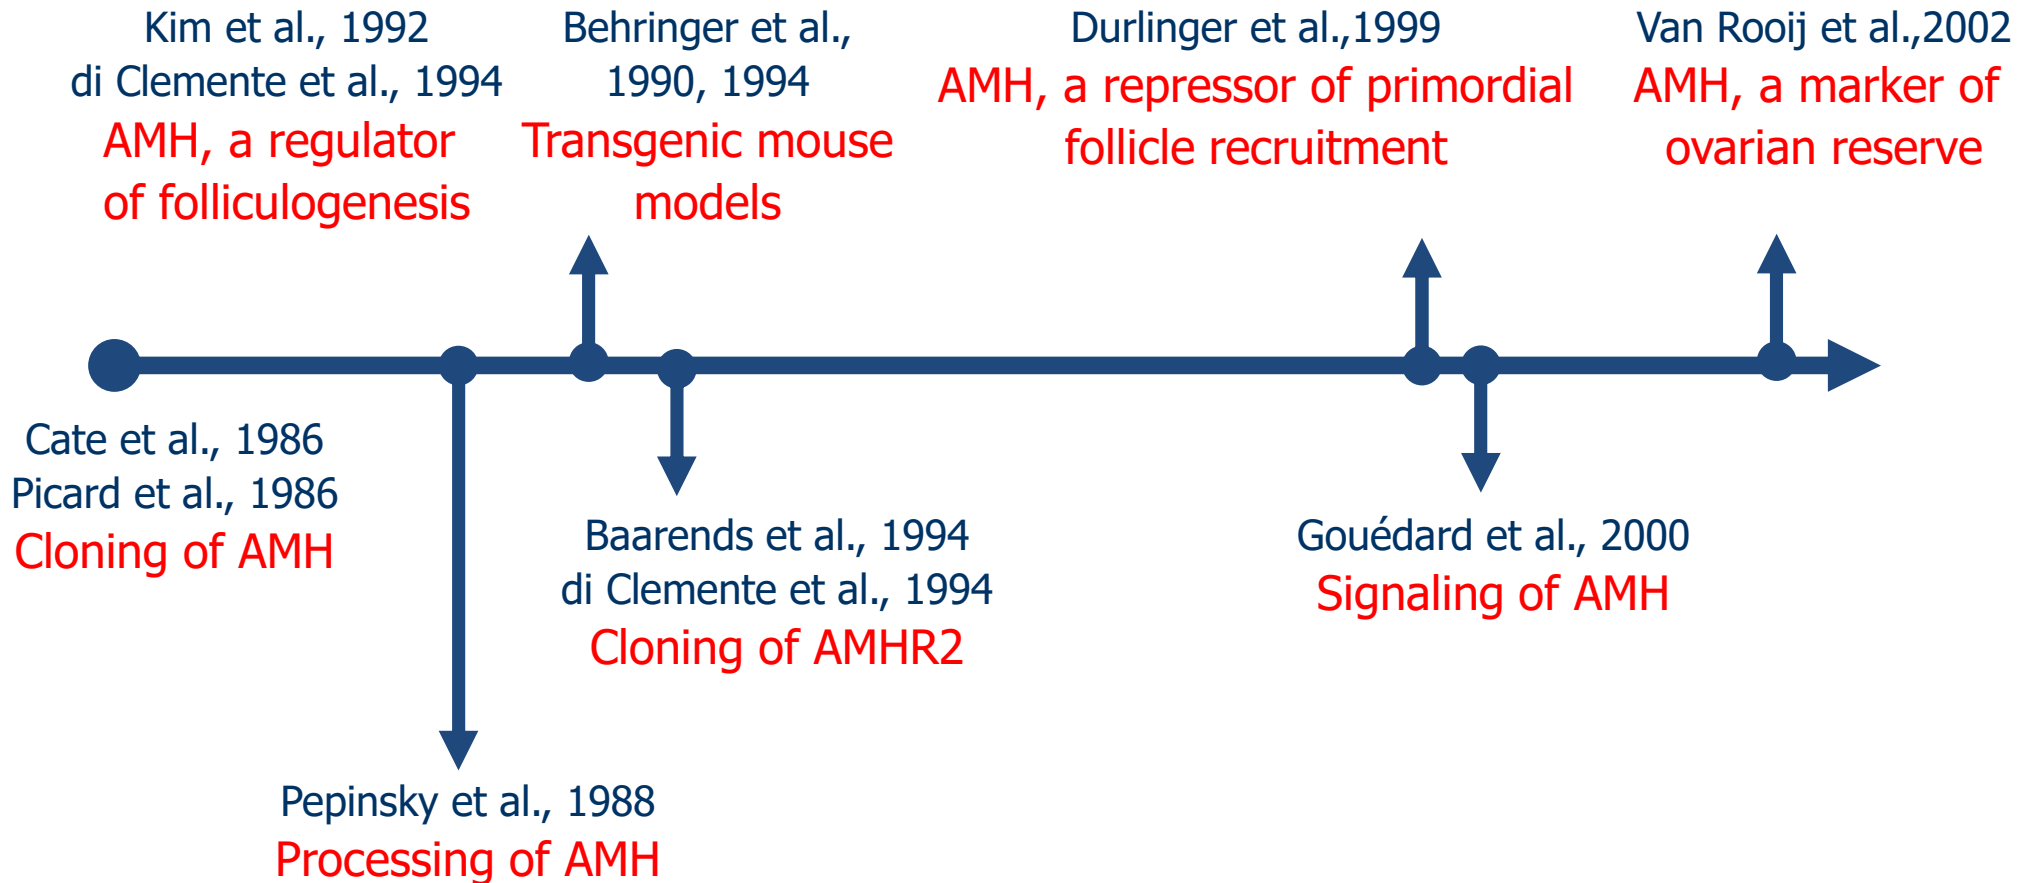 Kim et al., 1992
di Clemente et al., 1994
AMH, a regulator
of folliculogenesis
Behringer et al.,
1990, 1994
Transgenic mouse
models
Durlinger et al.,1999
AMH, a repressor of primordial
follicle recruitment
Van Rooij et al.,2002
AMH, a marker of
ovarian reserve
Cate et al., 1986
Picard et al., 1986
Cloning of AMH
Baarends et al., 1994
di Clemente et al., 1994
Cloning of AMHR2
Gouédard et al., 2000
Signaling of AMH
Pepinsky et al., 1988
Processing of AMH